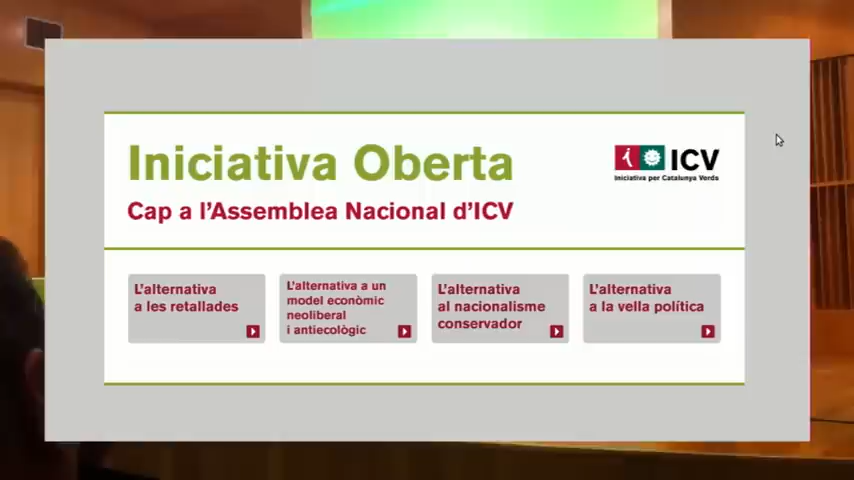 Iniciativa Oberta
Cap a l'Assemblea Nacional d'ICV
ICV
Iniciativa per Catalunya Verds
L'alternativa
a les retallades
L'alternativa a un
model econòmic
neoliberal
i antiecològic
L'alternativa
al nacionalisme
conservador
L'alternativa
a la vella política